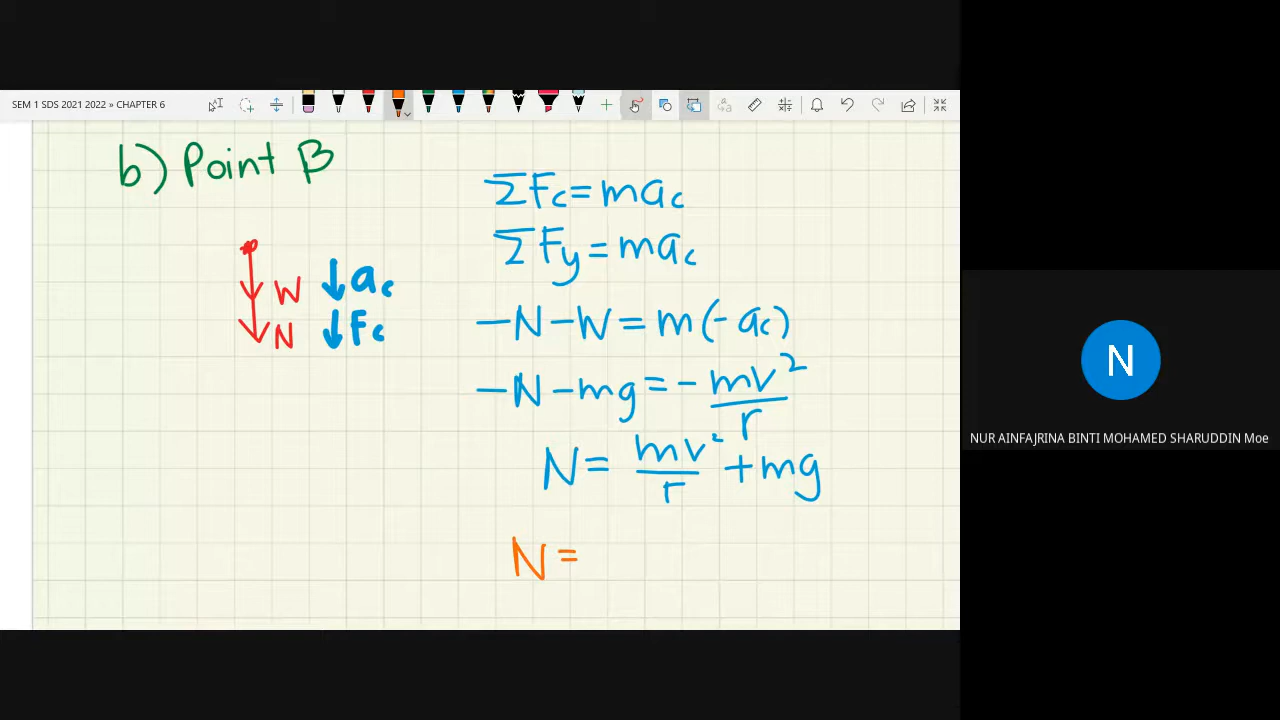 SEM 1 SDS 2021 2022 » CHAPTER 6
b) Point B
W ↓ ac
N ↓ Fc
ΣFc = mac
ΣFy = mac
-N - W = m(-ac)
-N - mg = - mv²/r
N = mv²/r + mg
N =
N
NUR AINFAJRINA BINTI MOHAMED SHARUDDIN Moe